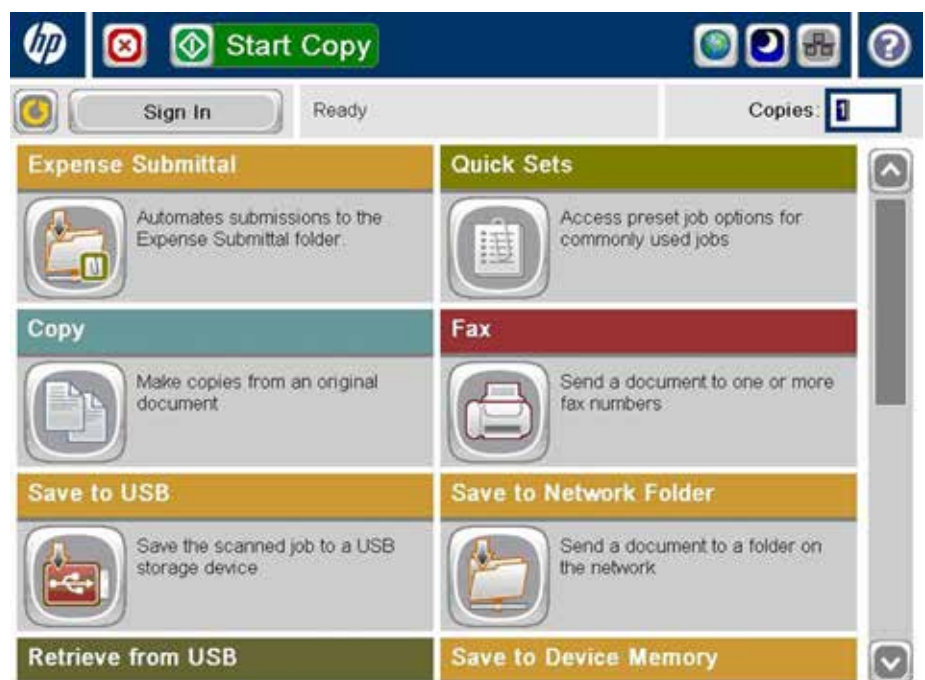 hp
Start Copy
?
Sign In
Ready
Copies: 1
Expense Submittal
Quick Sets
Automates submissions to the
Expense Submittal folder.
Access preset job options for
commonly used jobs
Copy
Fax
Make copies from an original
document
Send a document to one or more
fax numbers
Save to USB
Save to Network Folder
Save the scanned job to a USB
storage device
Send a document to a folder on
the network
Retrieve from USB
Save to Device Memory